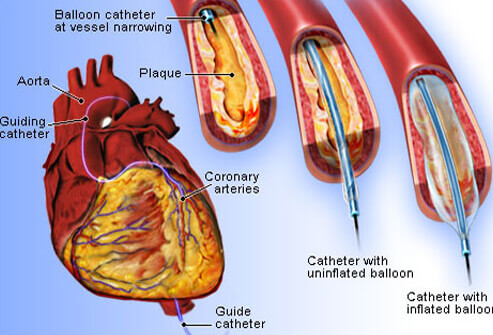 Balloon catheter
at vessel narrowing
Plaque
Aorta
Guiding
catheter
Coronary
arteries
Catheter with
uninflated balloon
Catheter with
inflated balloo
Guide
catheter